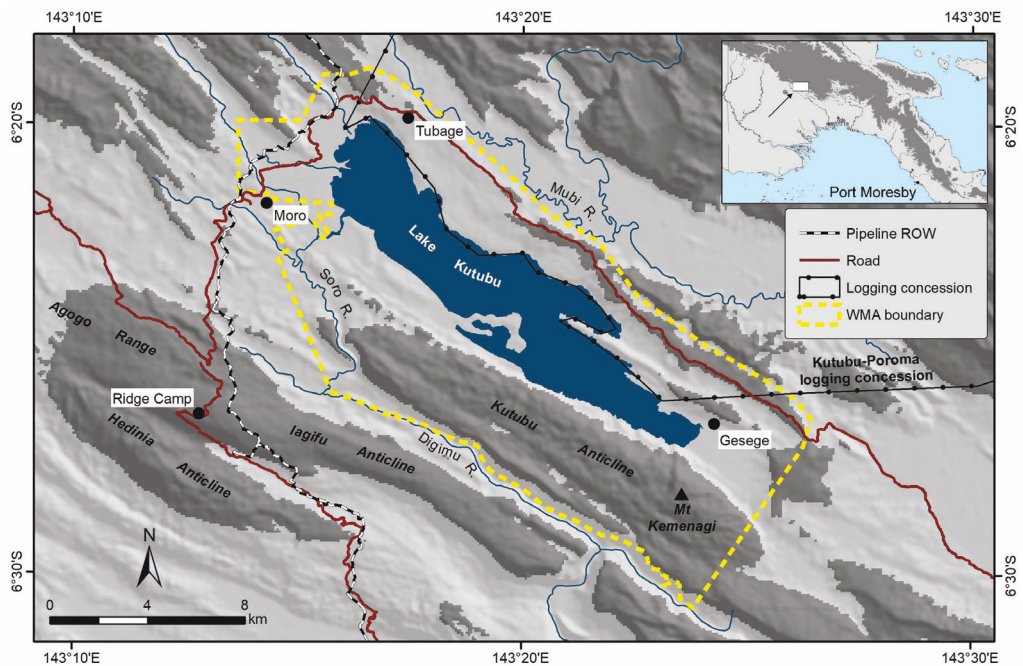 143°10'E
143°20'E
143°30'E
6°20'S
6°20'S
Tubage
Port Moresby
Mubi R.
Moro
Lake
Kutubu
Soro R.
Pipeline ROW
Road
Logging concession
WMA boundary
Agogo
Range
Kutubu-Poroma
logging concession
Ridge Camp
Hedinia
Anticline
Iagifu
Anticline
Kutubu
Anticline
Digimu R.
Gesege
Mt
Kemenagi
N
6°30'S
6°30'S
0 2 4 8
km
143°10'E
143°20'E
143°30'E